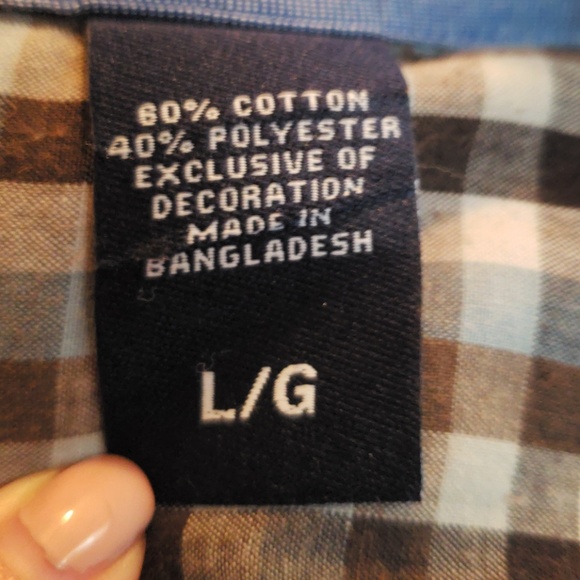 60% COTTON
40% POLYESTER
EXCLUSIVE OF
DECORATION
MADE IN
BANGLADESH
L/G